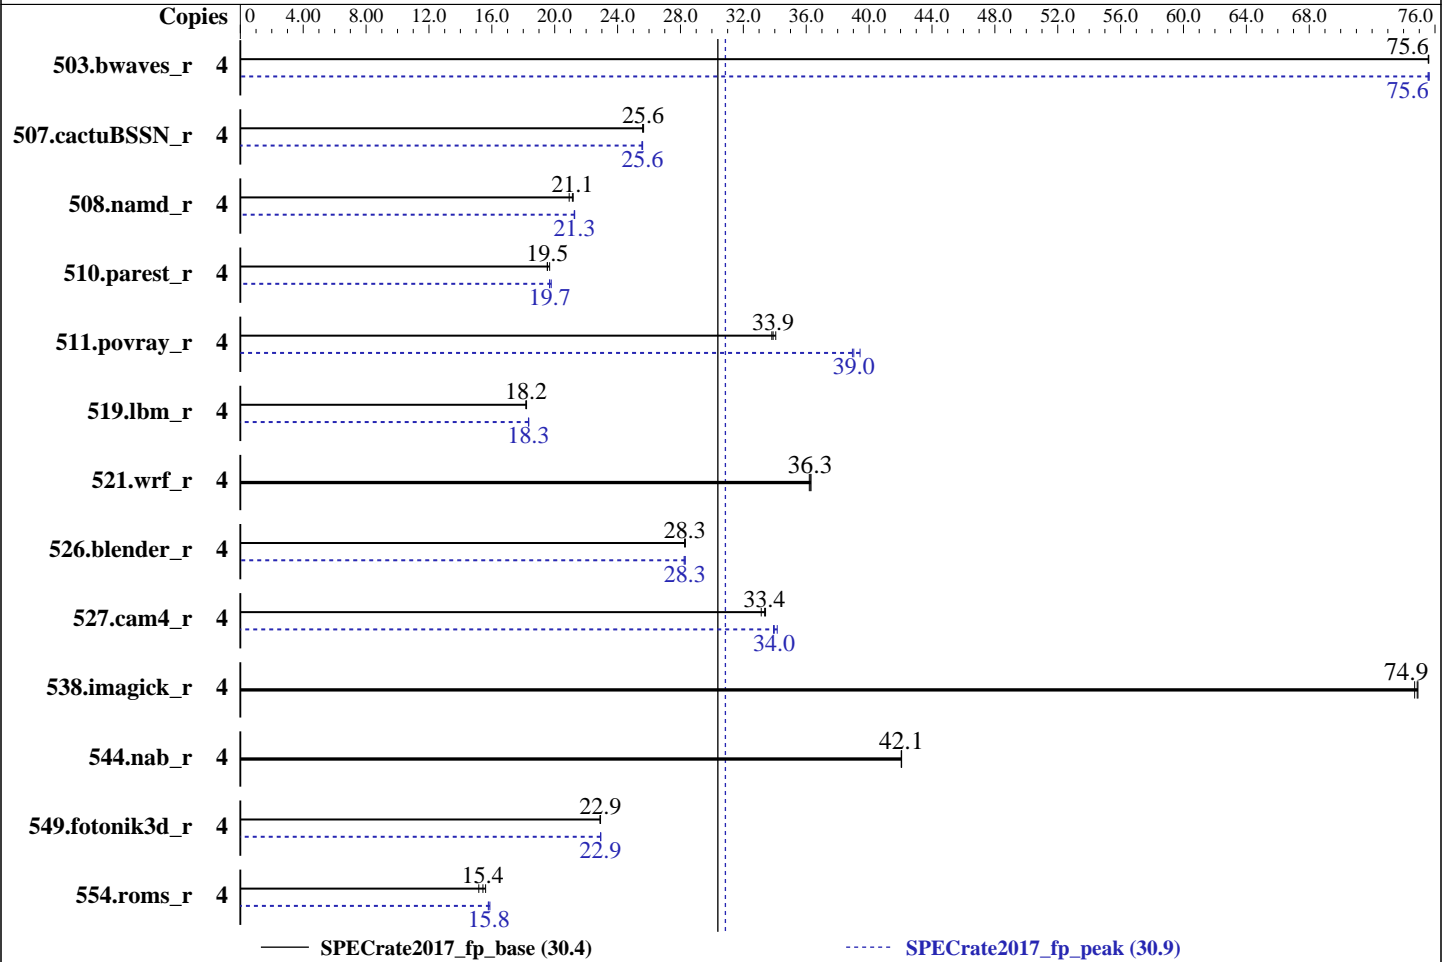 Copies 0 4.00 8.00 12.0 16.0 20.0 24.0 28.0 32.0 36.0 40.0 44.0 48.0 52.0 56.0 60.0 64.0 68.0 76.0
75.6
503.bwaves_r 4
75.6
25.6
507.cactuBSSN_r 4
25.6
21.1
508.namd_r 4
21.3
19.5
510.parest_r 4
19.7
33.9
511.povray_r 4
39.0
18.2
519.lbm_r 4
18.3
36.3
521.wrf_r 4
28.3
526.blender_r 4
28.3
33.4
527.cam4_r 4
34.0
74.9
538.imagick_r 4
42.1
544.nab_r 4
22.9
549.fotonik3d_r 4
22.9
15.4
554.roms_r 4
15.8
SPECrate2017_fp_base (30.4) SPECrate2017_fp_peak (30.9)